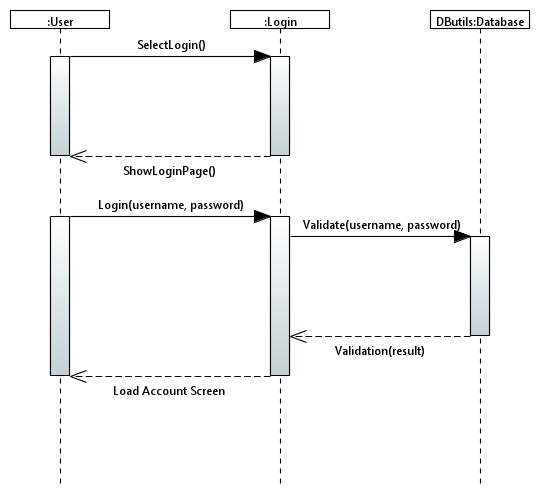 :User
:Login
DButils:Database
SelectLogin()
ShowLoginPage()
Login(username, password)
Validate(username, password)
Validation(result)
Load Account Screen